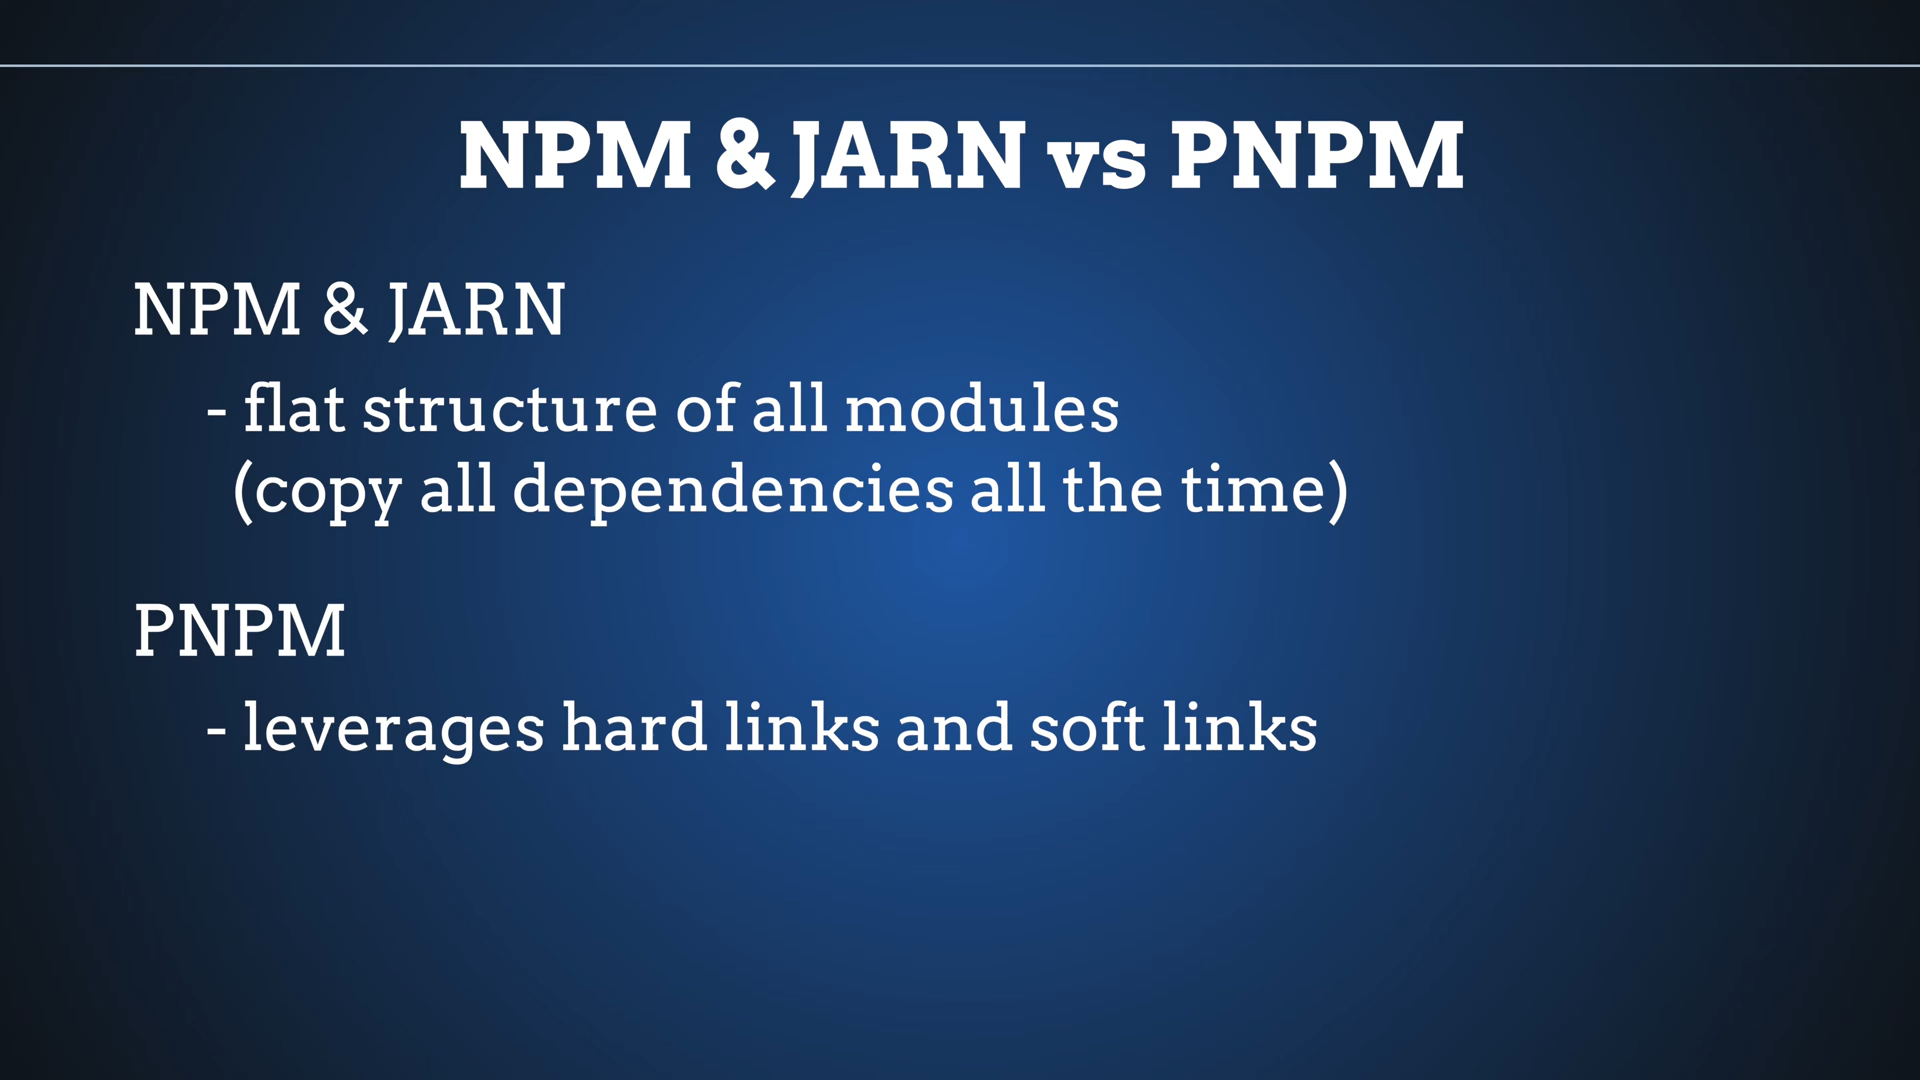 NPM & JARN vs PNPM
NPM & JARN
- flat structure of all modules
(copy all dependencies all the time)
PNPM
- leverages hard links and soft links